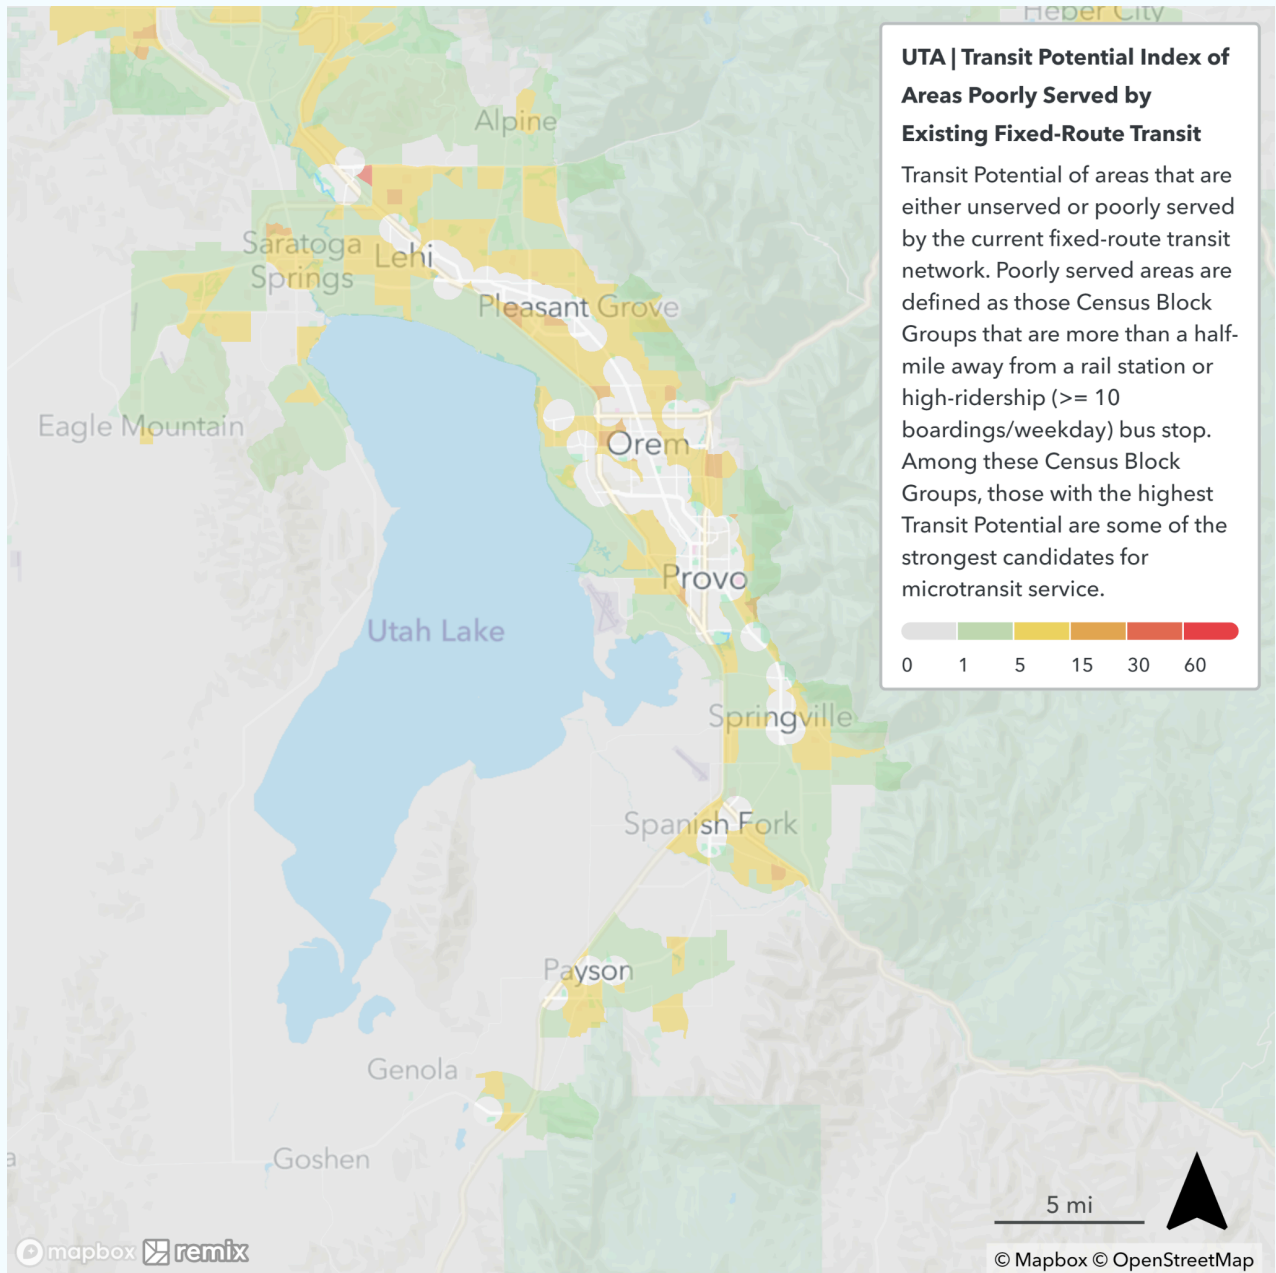 Heber City
UTA | Transit Potential Index of
Areas Poorly Served by
Existing Fixed-Route Transit
Transit Potential of areas that are
either unserved or poorly served
by the current fixed-route transit
network. Poorly served areas are
defined as those Census Block
Groups that are more than a half-
mile away from a rail station or
high-ridership (>= 10
boardings/weekday) bus stop.
Among these Census Block
Groups, those with the highest
Transit Potential are some of the
strongest candidates for
microtransit service.
0 1 5 15 30 60
Alpine
Saratoga
Springs
Lehi
Pleasant Grove
Eagle Mountain
Orem
Provo
Utah Lake
Springville
Spanish Fork
Payson
Genola
Goshen
a
5 mi
mapbox remix
© Mapbox © OpenStreetMap